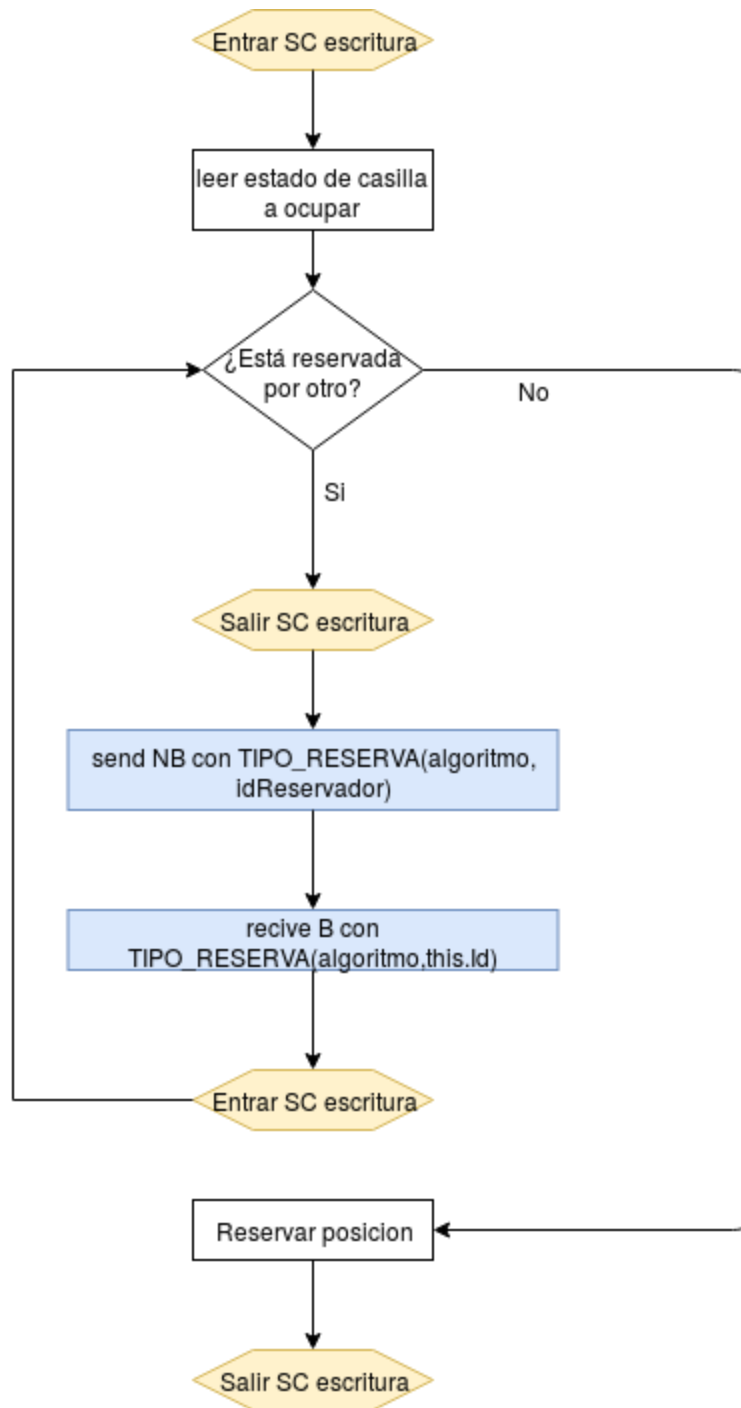 Entrar SC escritura
leer estado de casilla
a ocupar
¿Está reservada
por otro?
No
Si
Salir SC escritura
send NB con TIPO_RESERVA(algoritmo,
idReservador)
recive B con
TIPO_RESERVA(algoritmo,this.Id)
Entrar SC escritura
Reservar posicion
Salir SC escritura